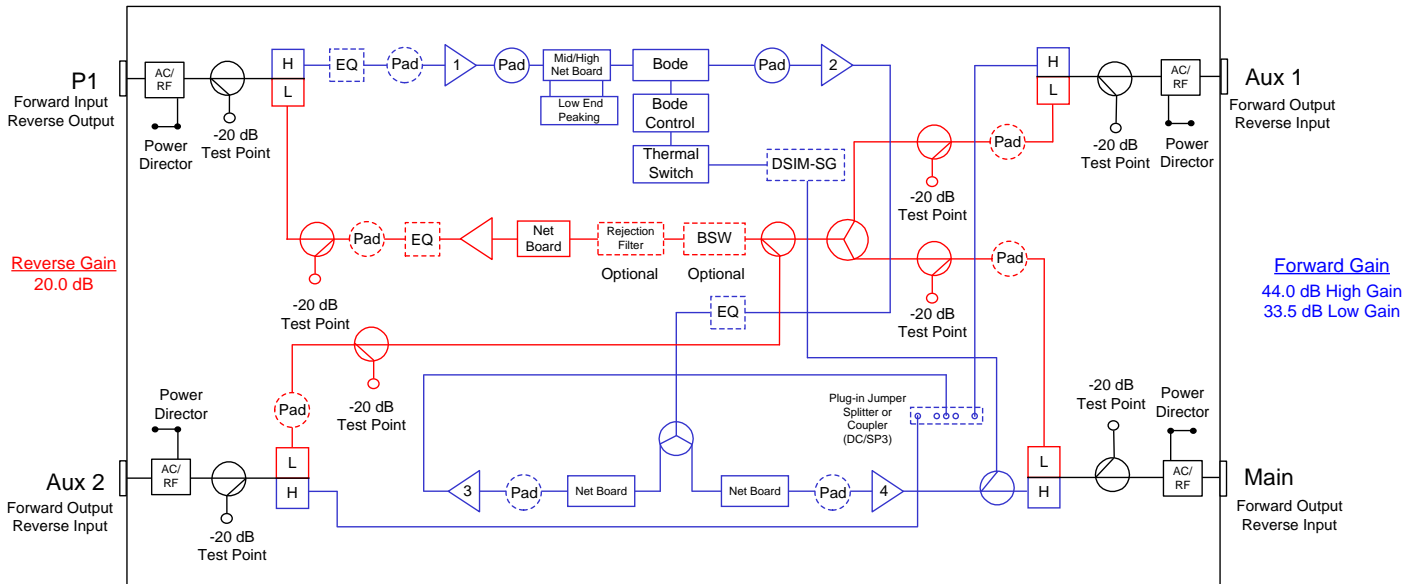 P1
Forward Input
Reverse Output
AC/
RF
Power
Director
-20 dB
Test Point
H
L
EQ
Pad
1
Pad
Mid/High
Net Board
Low End
Peaking
Bode
Bode
Control
Thermal
Switch
Pad
2
DSIM-SG
H
L
-20 dB
Test Point
AC/
RF
Power
Director
Aux 1
Forward Output
Reverse Input
Pad
-20 dB
Test Point
Reverse Gain
20.0 dB
-20 dB
Test Point
Pad
EQ
Net
Board
Rejection
Filter
Optional
BSW
Optional
Pad
-20 dB
Test Point
Forward Gain
44.0 dB High Gain
33.5 dB Low Gain
EQ
-20 dB
Test Point
Power
Director
Pad
Plug-in Jumper
Splitter or
Coupler
(DC/SP3)
-20 dB
Test Point
Power
Director
Aux 2
Forward Output
Reverse Input
AC/
RF
-20 dB
Test Point
L
H
3
Pad
Net Board
Net Board
Pad
4
L
H
AC/
RF
Main
Forward Output
Reverse Input